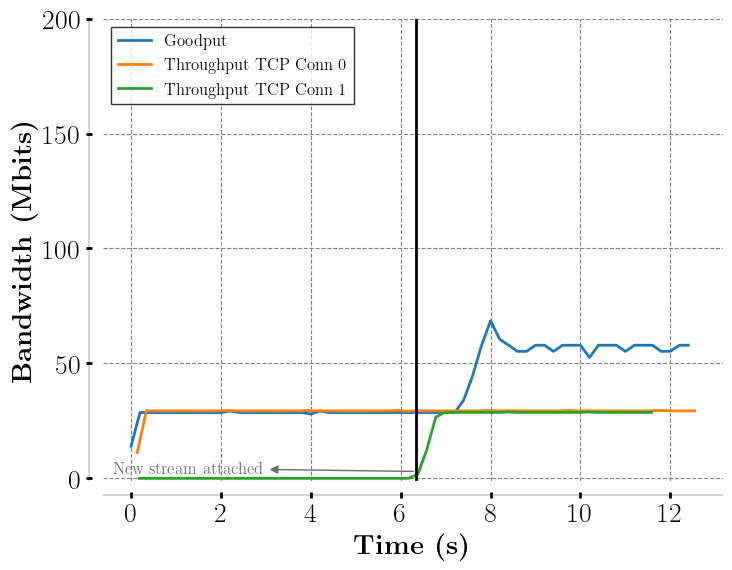 200
150
100
50
0
Bandwidth (Mbits)
Goodput
Throughput TCP Conn 0
Throughput TCP Conn 1
New stream attached
0 2 4 6 8 10 12
Time (s)